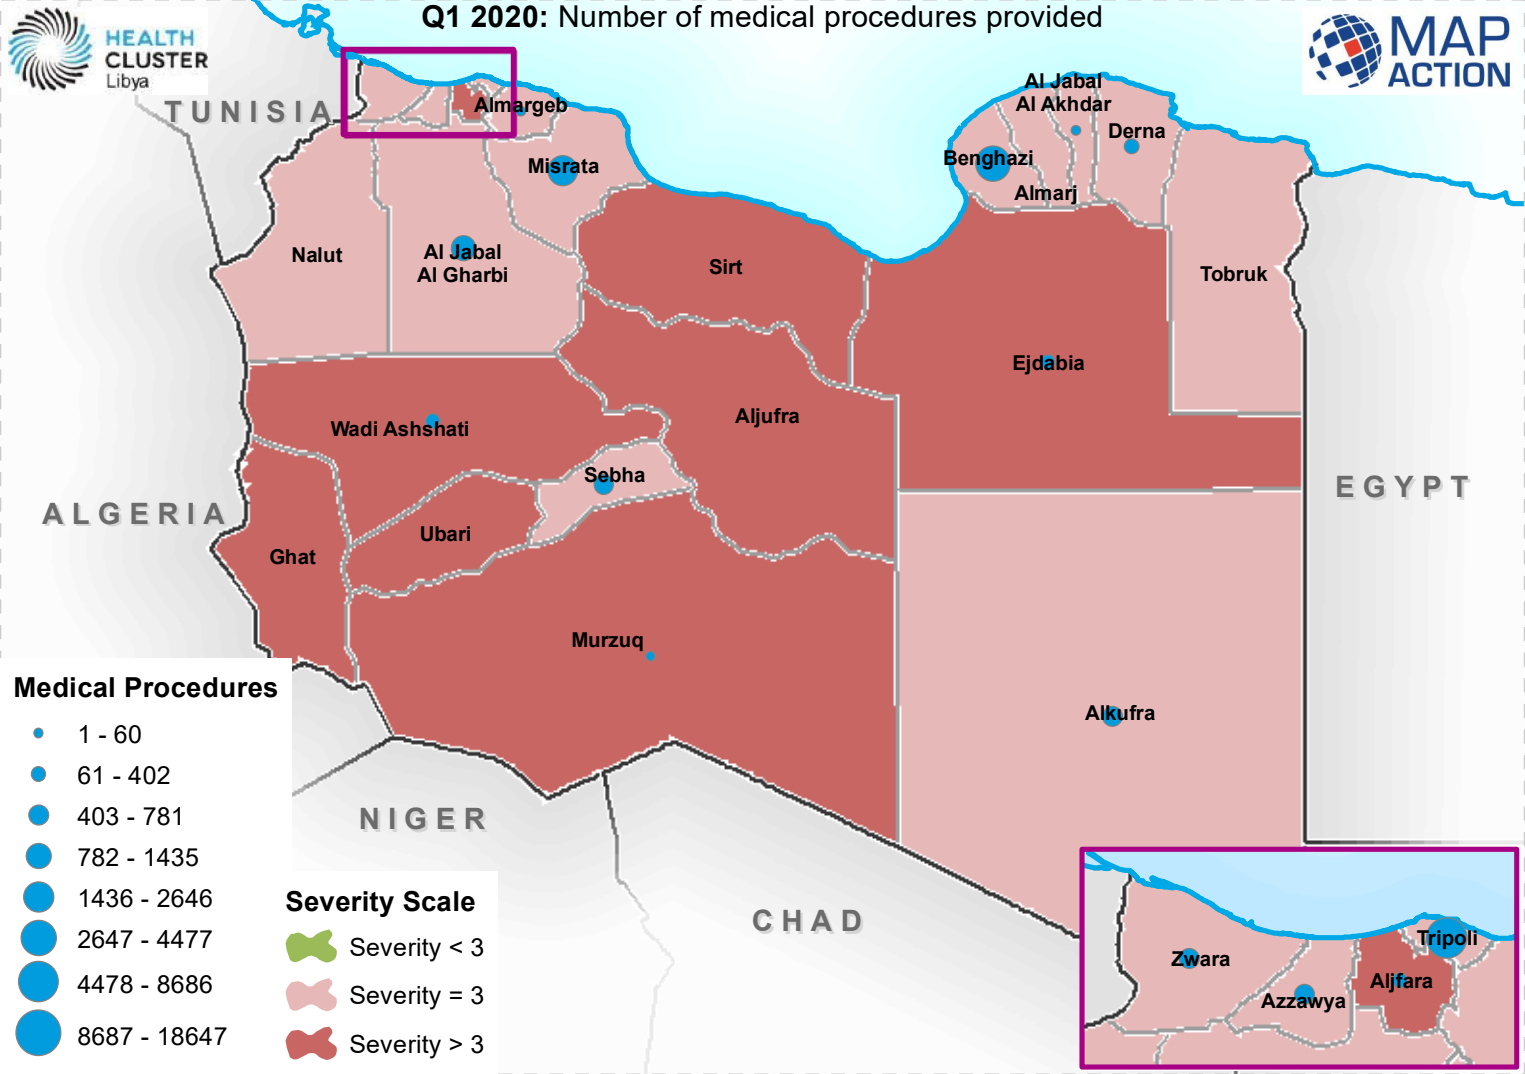 Q1 2020: Number of medical procedures provided
HEALTH
CLUSTER
Libya
MAP
ACTION
TUNISIA
Almargeb
Misrata
Nalut
Al Jabal
Al Gharbi
Sirt
Al Jabal
Al Akhdar
Derna
Benghazi
Almarj
Tobruk
Ejdabia
Wadi Ashshati
Aljufra
Sebha
Ubari
Ghat
Murzuq
Alkufra
ALGERIA
EGYPT
NIGER
CHAD
Medical Procedures
1 - 60
61 - 402
403 - 781
782 - 1435
1436 - 2646
2647 - 4477
4478 - 8686
8687 - 18647
Severity Scale
Severity < 3
Severity = 3
Severity > 3
Zwara
Azzawya
Aljfara
Tripoli